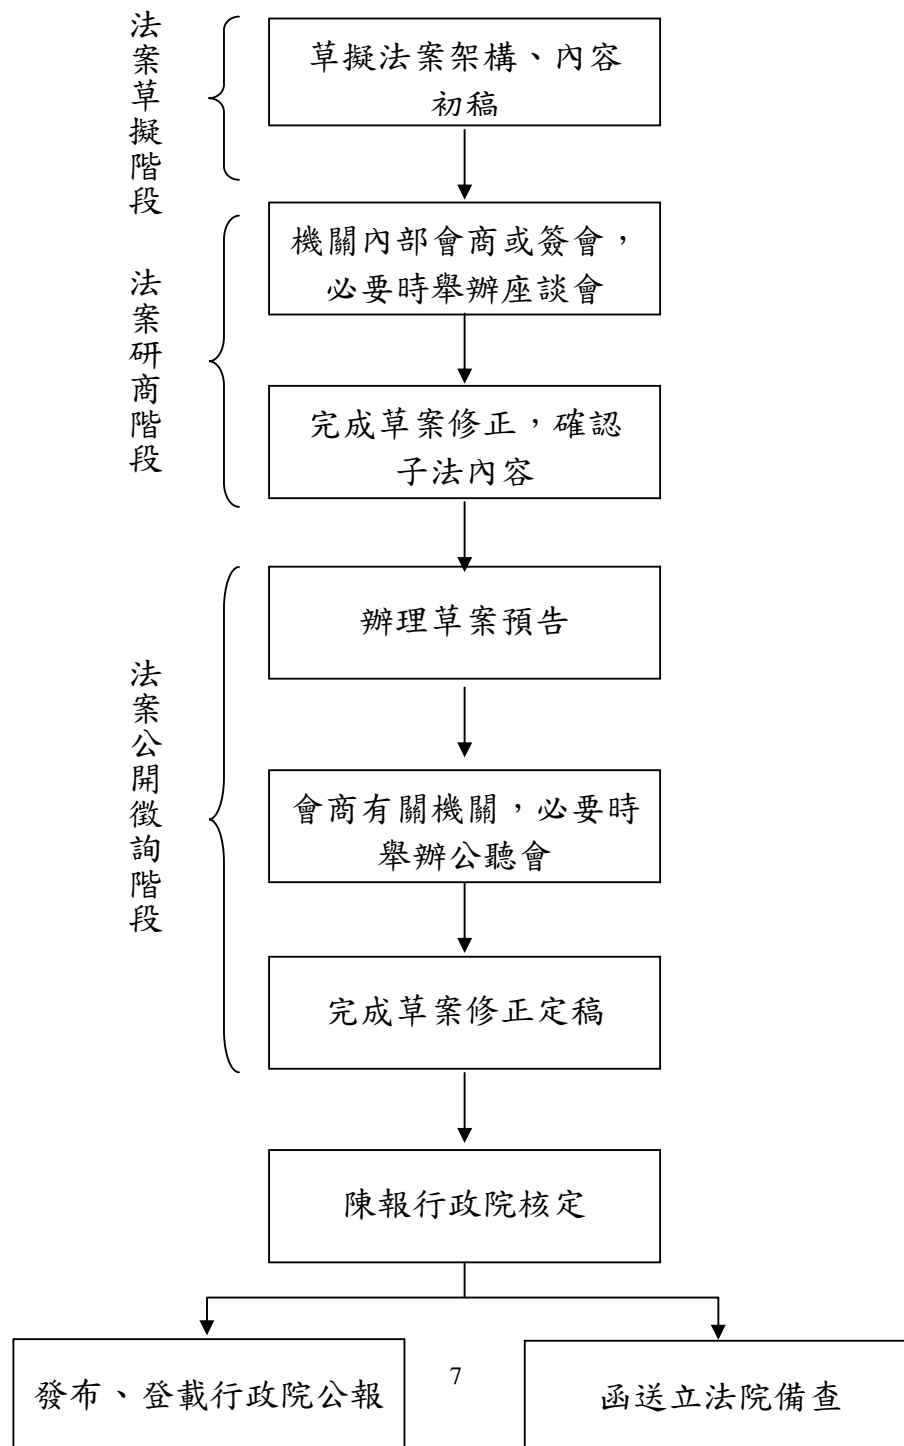 法案草擬階段
草擬法案架構、內容
初稿
法案研商階段
機關內部會商或簽會，
必要時舉辦座談會
完成草案修正，確認
子法內容
法案公開徵詢階段
辦理草案預告
會商有關機關，必要時
舉辦公聽會
完成草案修正定稿
陳報行政院核定
發布、登載行政院公報
7
函送立法院備查